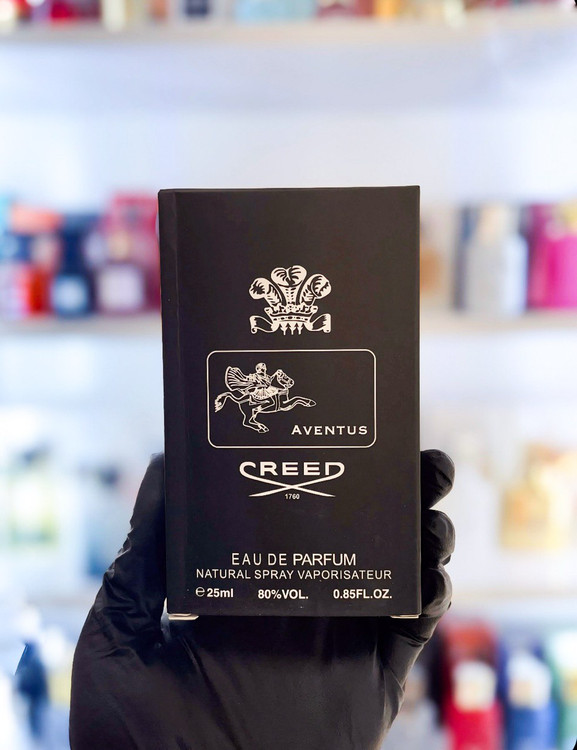 AVENTUS
CREED
1760
EAU DE PARFUM
NATURAL SPRAY VAPORISATEUR
℮25ml 80%VOL. 0.85FL.OZ.